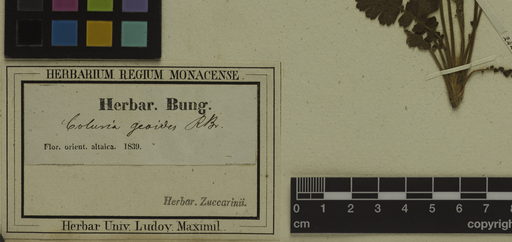 HERBARIUM REGIUM MONACENSE.
Herbar. Bung.
Coluria geoides RBr.
Flor. orient. altaica. 1839.
Herbar. Zuccarinii.
Herbar Univ. Ludov. Maximil.
0 1 2 3 4 5 6 7
cm copyright